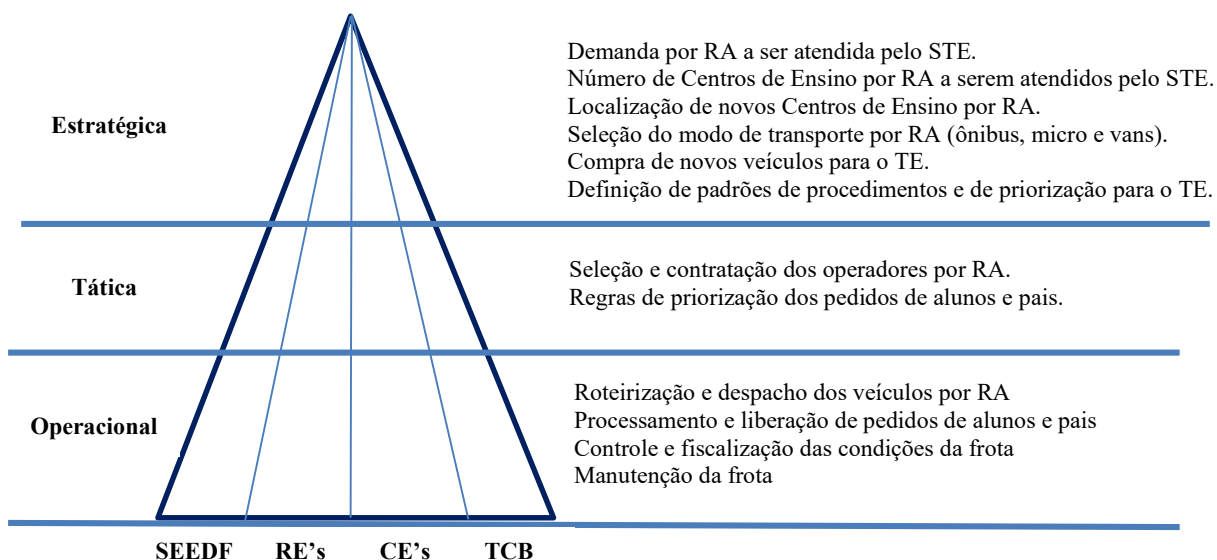 Estratégica
Demanda por RA a ser atendida pelo STE.
Número de Centros de Ensino por RA a serem atendidos pelo STE.
Localização de novos Centros de Ensino por RA.
Seleção do modo de transporte por RA (ônibus, micro e vans).
Compra de novos veículos para o TE.
Definição de padrões de procedimentos e de priorização para o TE.
Tática
Seleção e contratação dos operadores por RA.
Regras de priorização dos pedidos de alunos e pais.
Operacional
Roteirização e despacho dos veículos por RA
Processamento e liberação de pedidos de alunos e pais
Controle e fiscalização das condições da frota
Manutenção da frota
SEEDF RE's CE's TCB